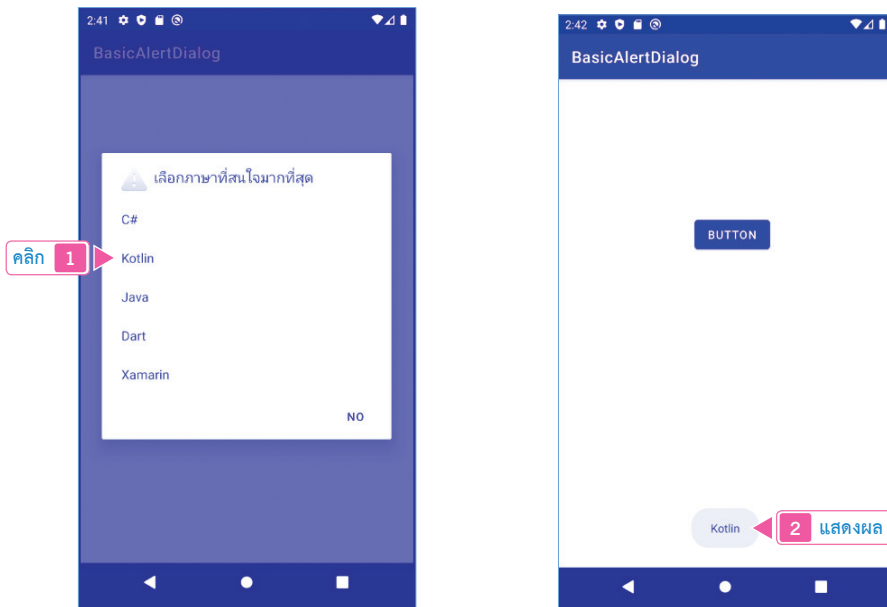 2:41
BasicAlertDialog
เลือกภาษาที่สนใจมากที่สุด
C#
คลิก 1
Kotlin
Java
Dart
Xamarin
NO
2:42
BasicAlertDialog
BUTTON
Kotlin
2 แสดงผล